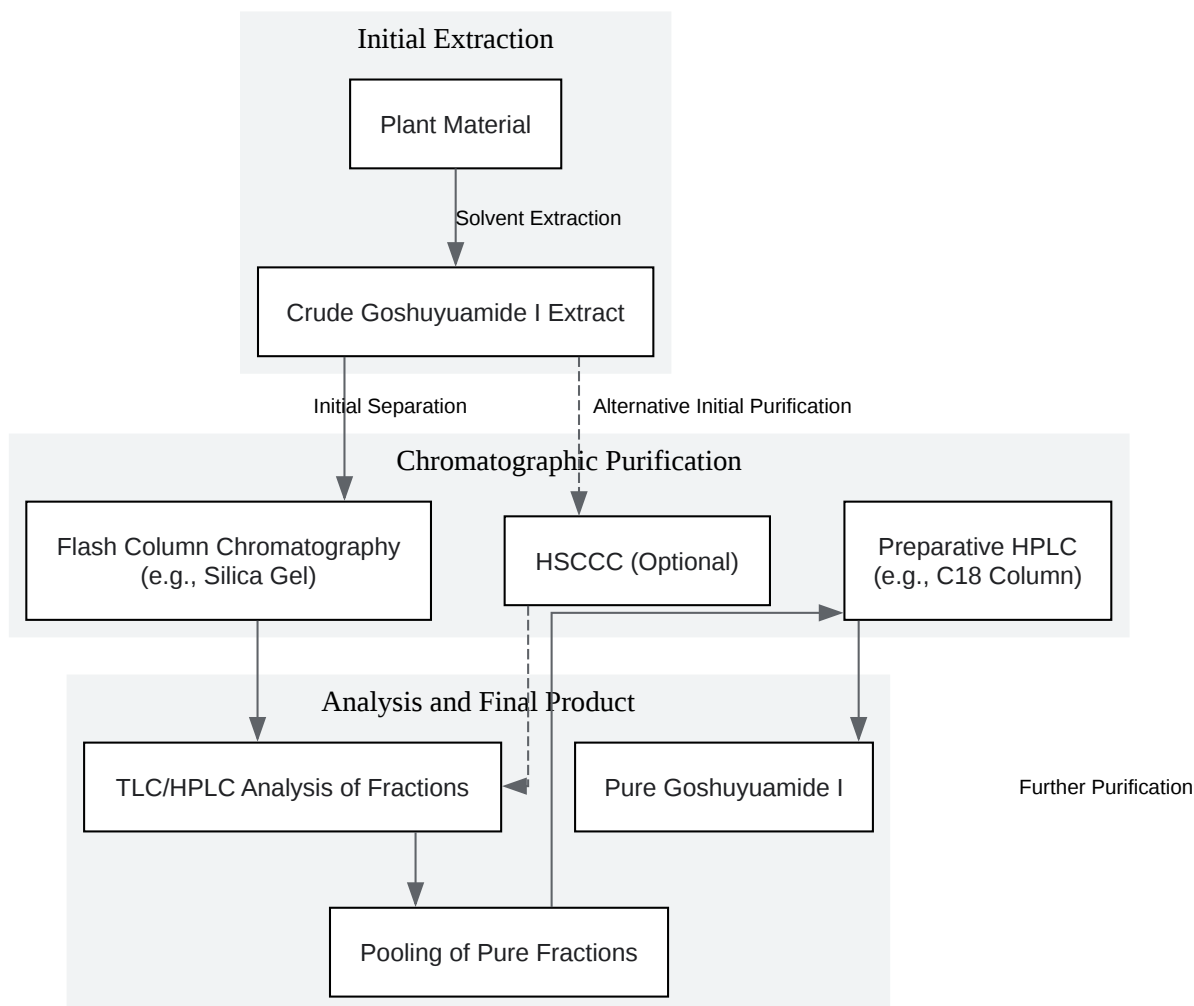 Initial Extraction
Plant Material
Solvent Extraction
Crude Goshuyuamide I Extract
Initial Separation
Alternative Initial Purification
Chromatographic Purification
Flash Column Chromatography
(e.g., Silica Gel)
HSCCC (Optional)
Preparative HPLC
(e.g., C18 Column)
Analysis and Final Product
TLC/HPLC Analysis of Fractions
Pure Goshuyuamide I
Further Purification
Pooling of Pure Fractions